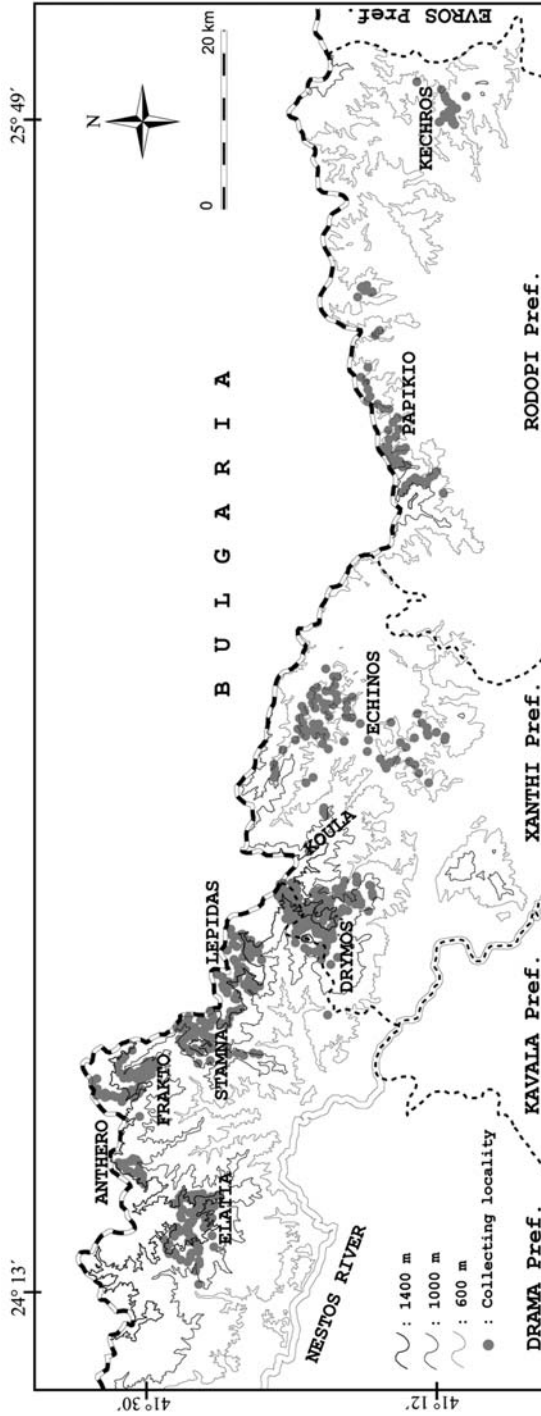 24° 13΄
25° 49΄
41° 30΄
41° 12΄
N
0 20 km
B U L G A R I A
EVROS Pref.
ANTHERO
FRAKTO
LEPIDAS
STAMNA
ELATIA
KOULA
DRYMOS
ECHINOS
PAPIKIO
KECHROS
NESTOS RIVER
: 1400 m
: 1000 m
: 600 m
: Collecting locality
DRAMA Pref.
KAVALA Pref.
XANTHI Pref.
RODOPI Pref.